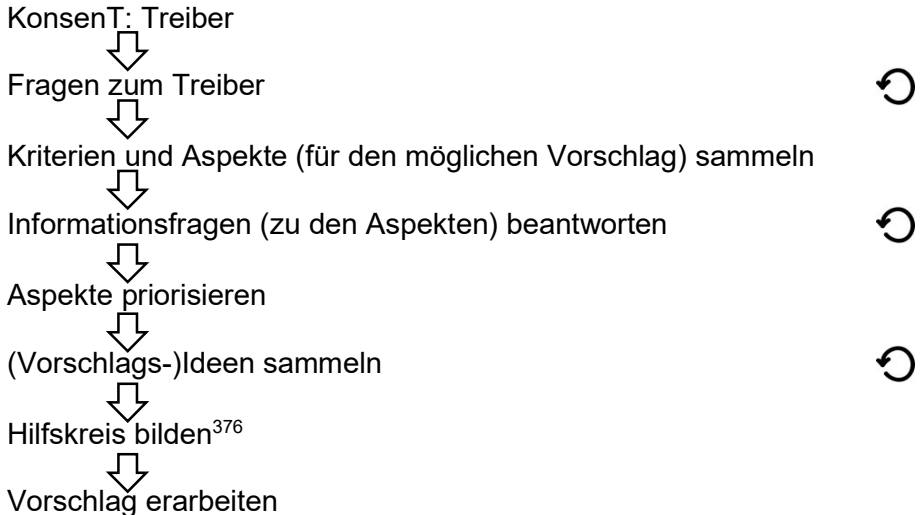 KonsenT: Treiber
Fragen zum Treiber
Kriterien und Aspekte (für den möglichen Vorschlag) sammeln
Informationsfragen (zu den Aspekten) beantworten
Aspekte priorisieren
(Vorschlags-)Ideen sammeln
Hilfskreis bilden376
Vorschlag erarbeiten